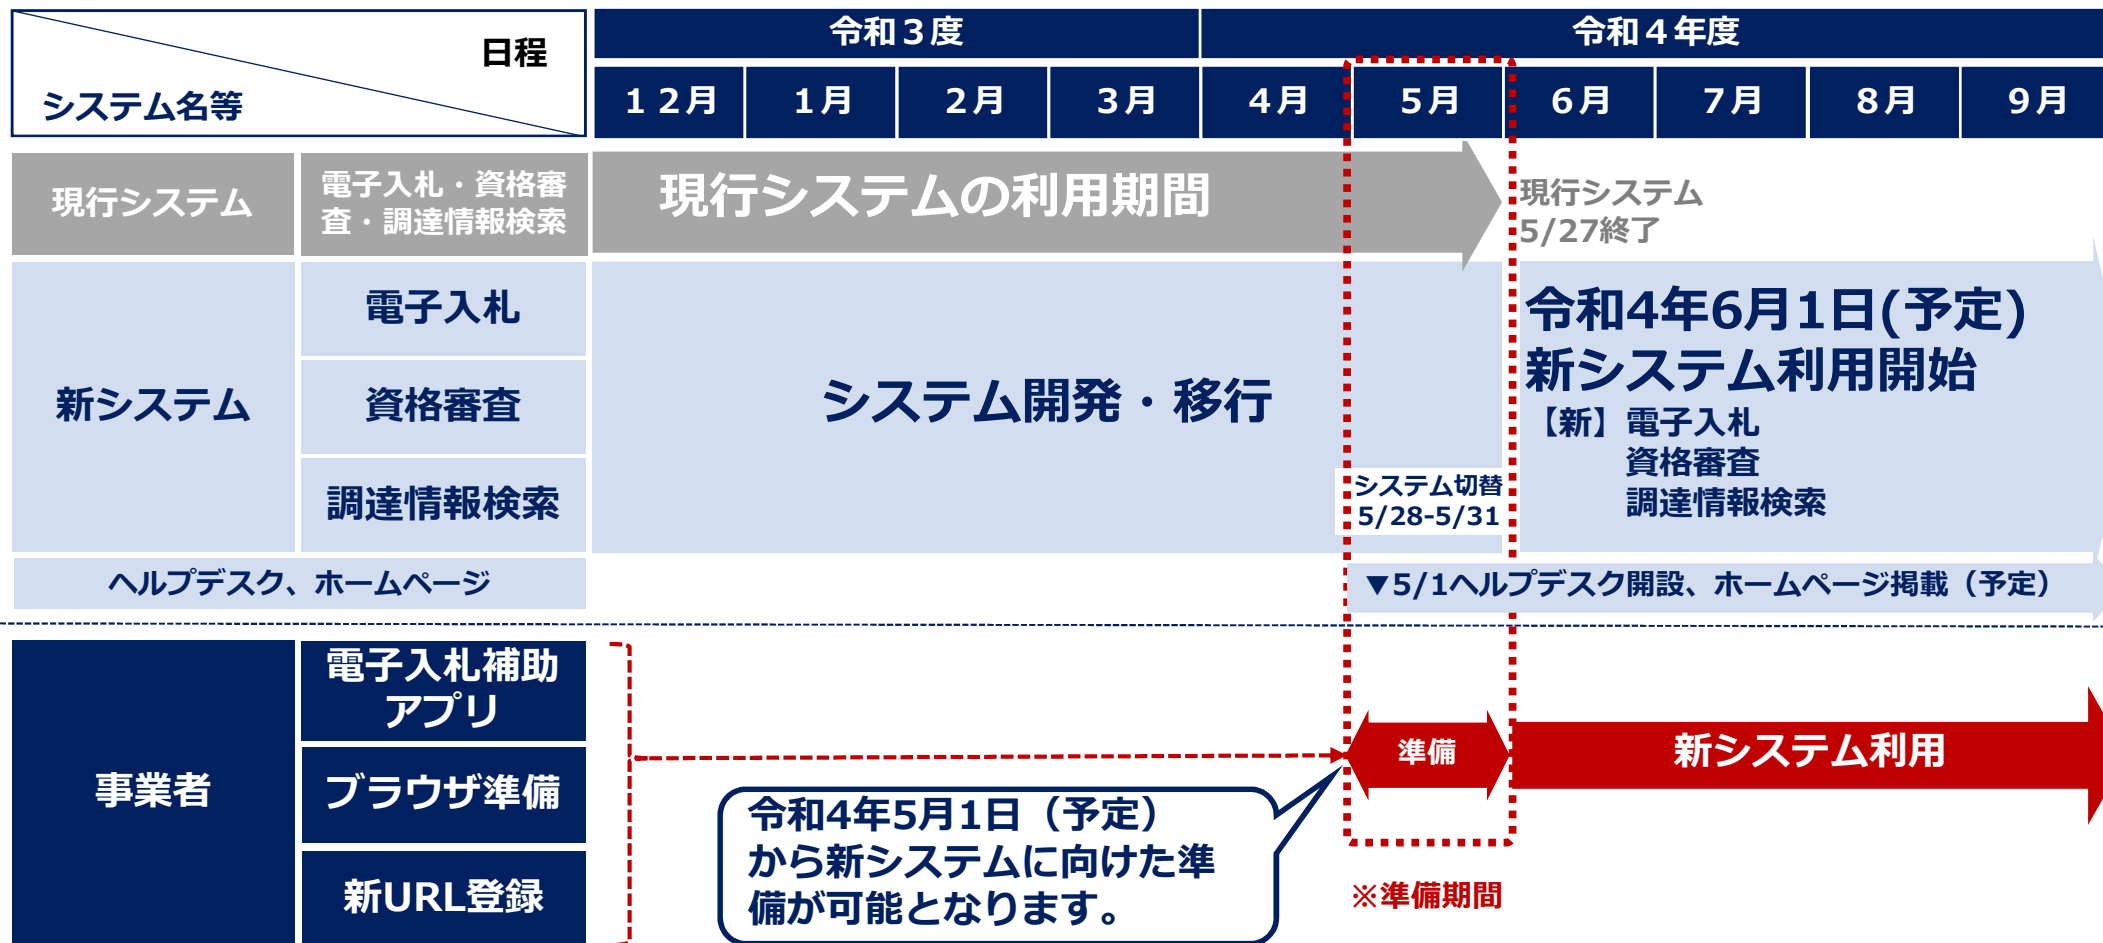 日程
システム名等
令和３度
令和４年度
１２月
１月
２月
３月
４月
５月
６月
７月
８月
９月
現行システム
電子入札・資格審
査・調達情報検索
現行システムの利用期間
現行システム
5/27終了
新システム
電子入札
資格審査
調達情報検索
システム開発・移行
システム切替
5/28-5/31
令和4年6月1日(予定)
新システム利用開始
【新】電子入札
資格審査
調達情報検索
ヘルプデスク、ホームページ
▼5/1ヘルプデスク開設、ホームページ掲載（予定）
事業者
電子入札補助
アプリ
ブラウザ準備
新URL登録
準備
新システム利用
令和4年5月1日（予定）
から新システムに向けた準
備が可能となります。
※準備期間